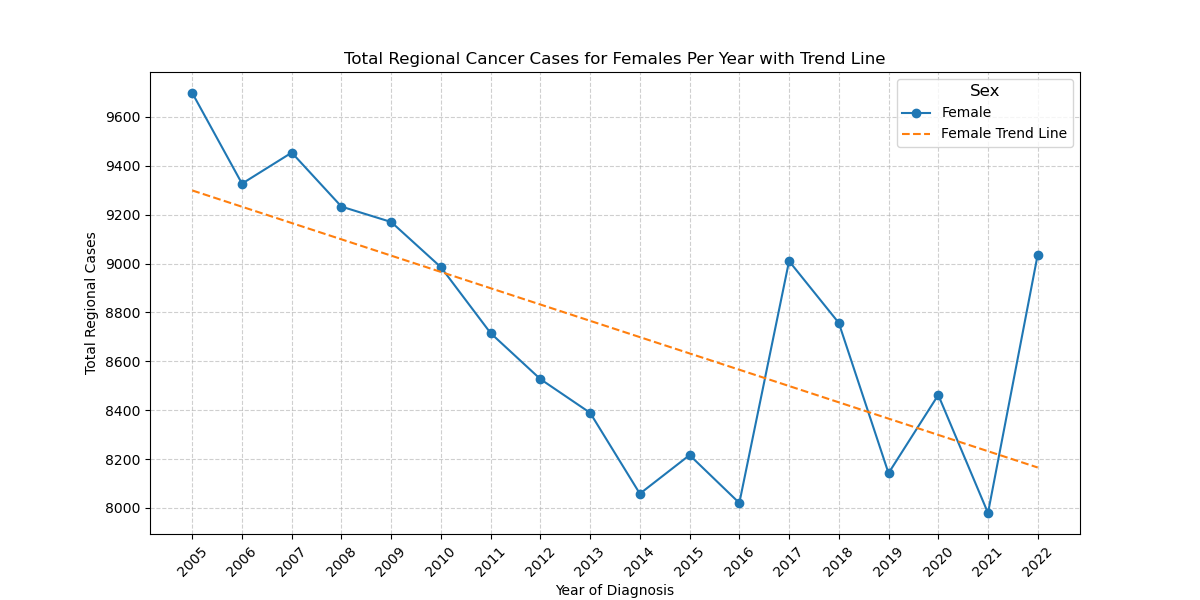 Total Regional Cancer Cases for Females Per Year with Trend Line
Sex
Female
Female Trend Line
Total Regional Cases
9600
9400
9200
9000
8800
8600
8400
8200
8000
2005 2006 2007 2008 2009 2010 2011 2012 2013 2014 2015 2016 2017 2018 2019 2020 2021 2022
Year of Diagnosis